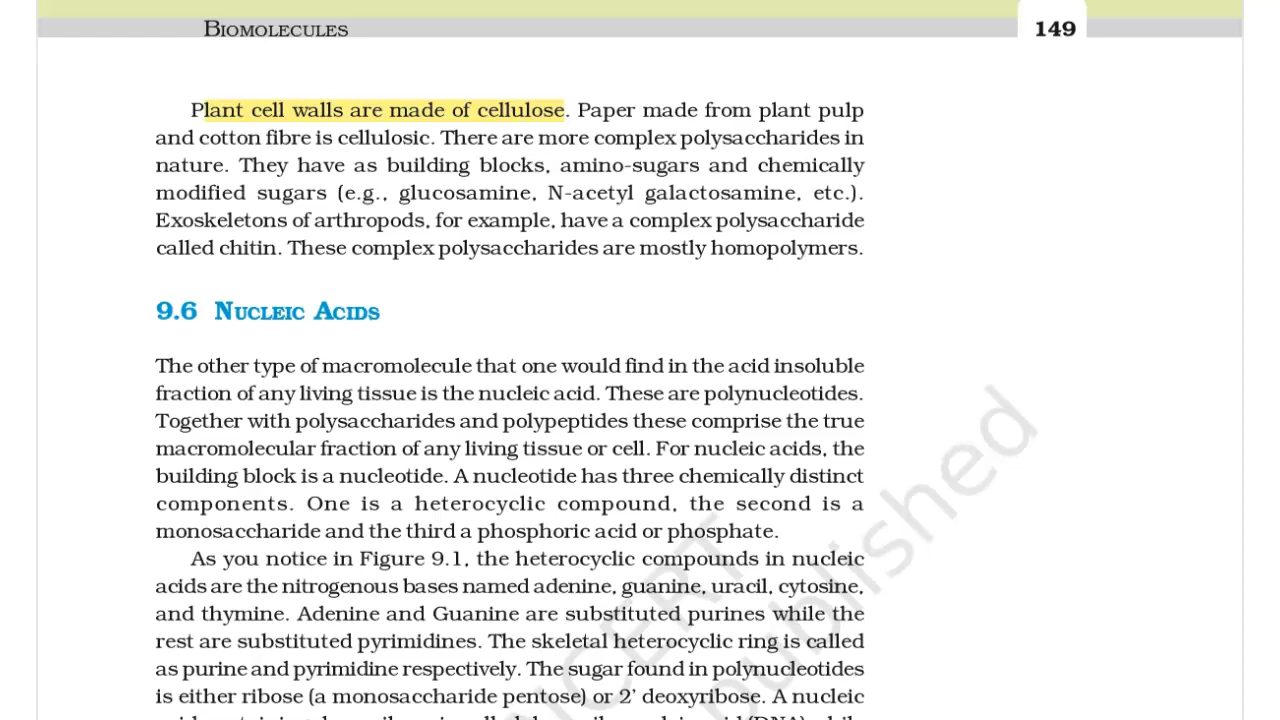 BIOMOLECULES
149
Plant cell walls are made of cellulose. Paper made from plant pulp
and cotton fibre is cellulosic. There are more complex polysaccharides in
nature. They have as building blocks, amino-sugars and chemically
modified sugars (e.g., glucosamine, N-acetyl galactosamine, etc.).
Exoskeletons of arthropods, for example, have a complex polysaccharide
called chitin. These complex polysaccharides are mostly homopolymers.
9.6 NUCLEIC ACIDS
The other type of macromolecule that one would find in the acid insoluble
fraction of any living tissue is the nucleic acid. These are polynucleotides.
Together with polysaccharides and polypeptides these comprise the true
macromolecular fraction of any living tissue or cell. For nucleic acids, the
building block is a nucleotide. A nucleotide has three chemically distinct
components. One is a heterocyclic compound, the second is a
monosaccharide and the third a phosphoric acid or phosphate.
As you notice in Figure 9.1, the heterocyclic compounds in nucleic
acids are the nitrogenous bases named adenine, guanine, uracil, cytosine,
and thymine. Adenine and Guanine are substituted purines while the
rest are substituted pyrimidines. The skeletal heterocyclic ring is called
as purine and pyrimidine respectively. The sugar found in polynucleotides
is either ribose (a monosaccharide pentose) or 2’ deoxyribose. A nucleic
NCERT
published